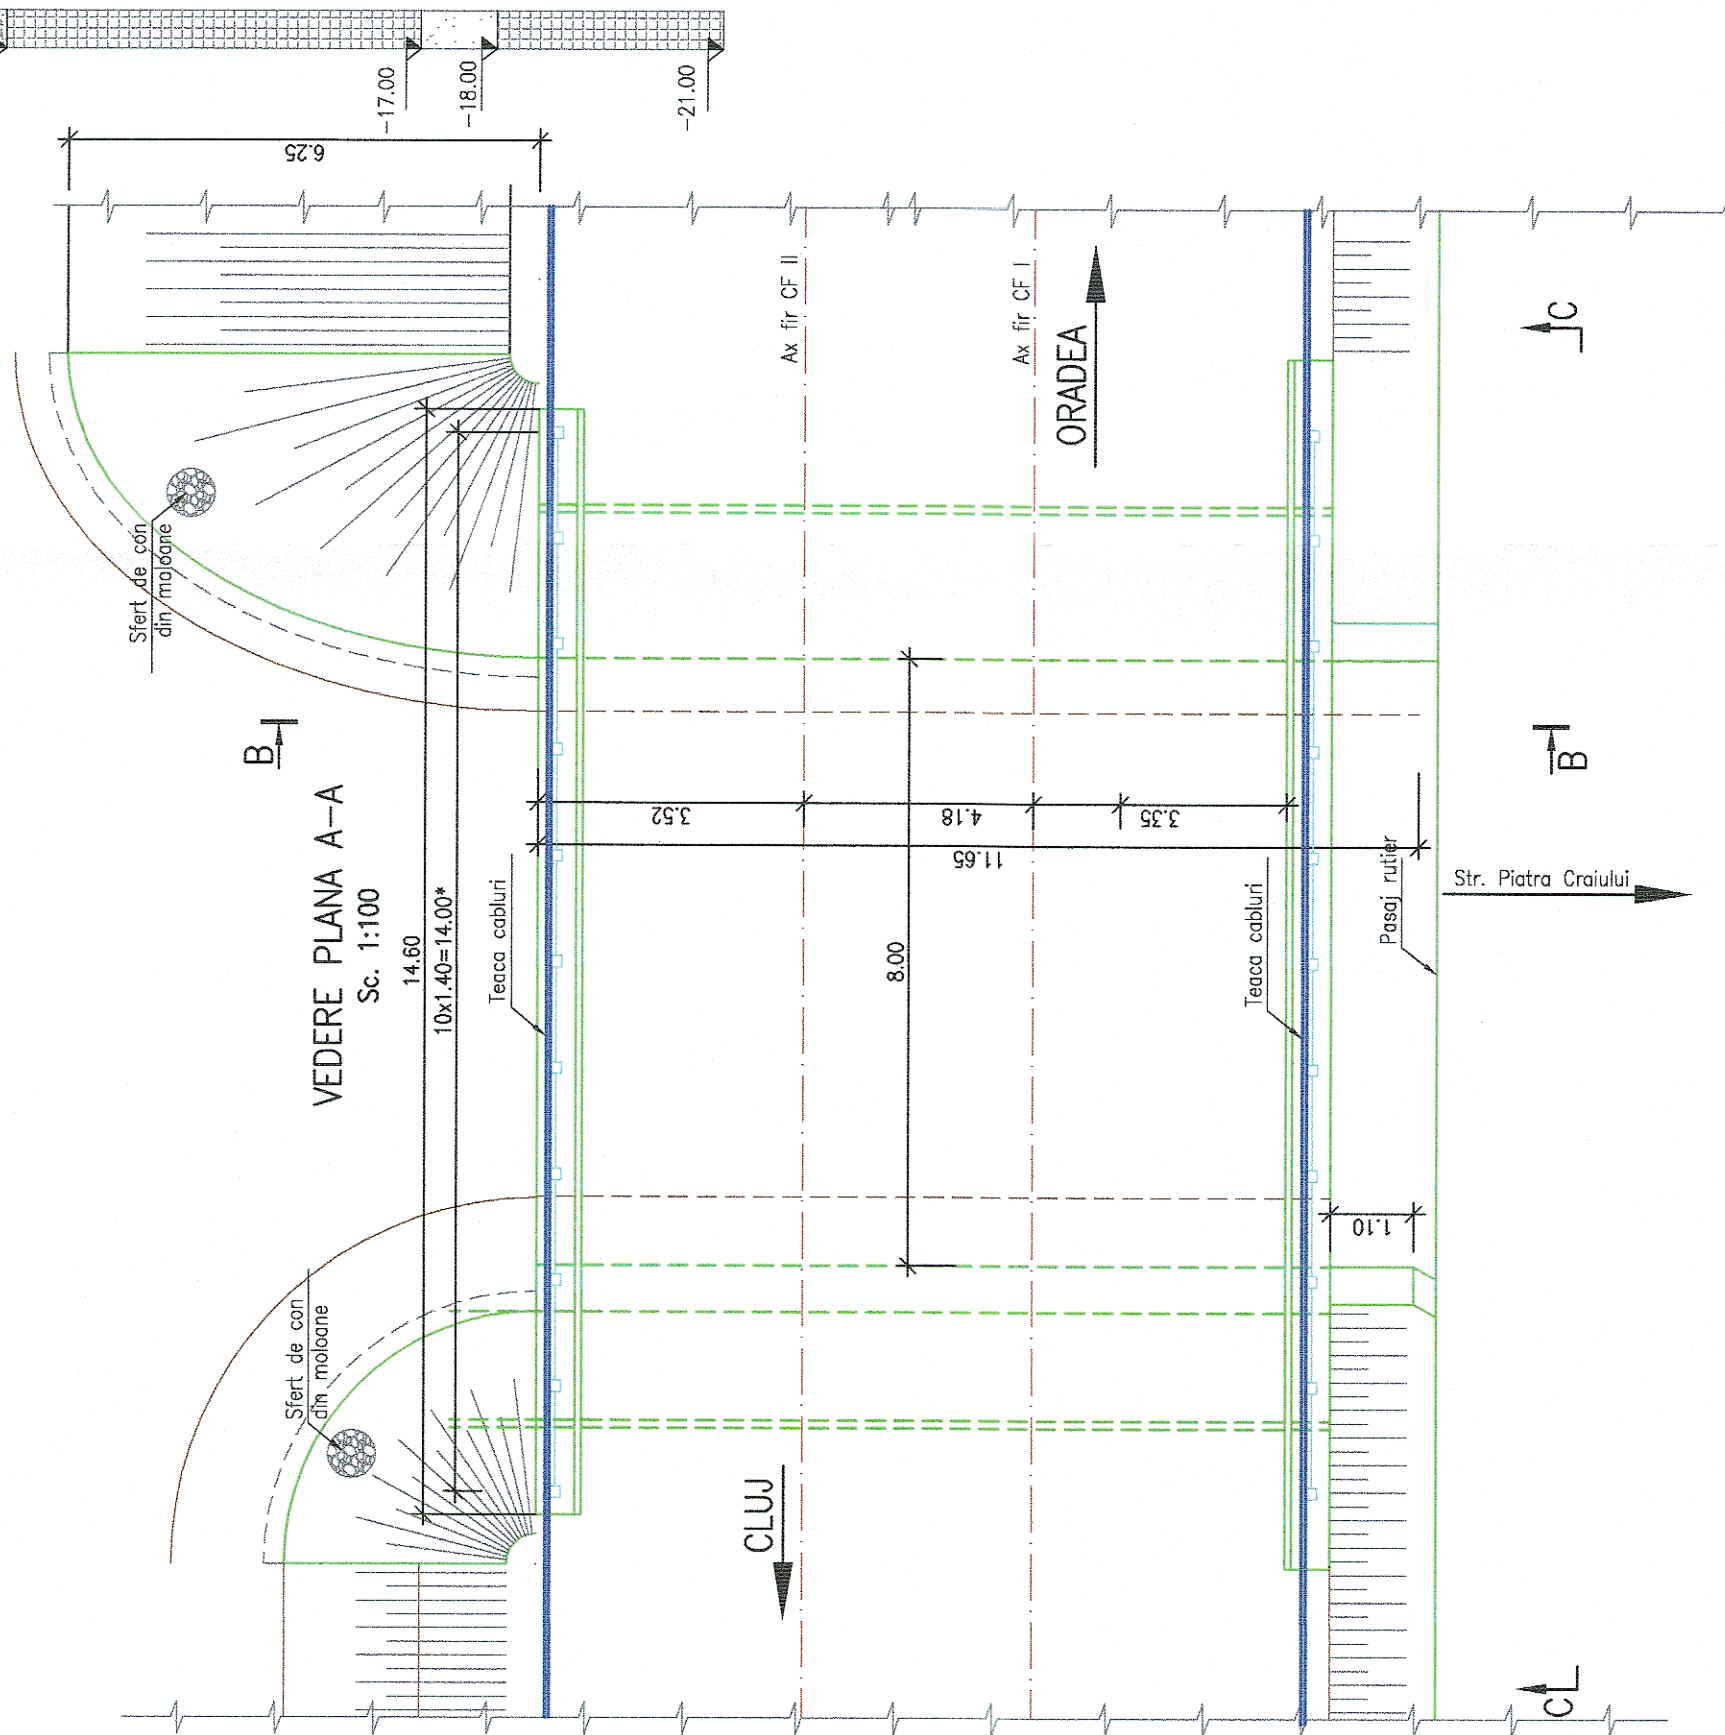 -17.00
-18.00
-21.00
6.25
Ax fir CF II
Ax fir CF I
ORADEA
C
Sfert de con
din moloane
B
B
VEDERE PLANA A-A
Sc. 1:100
14.60
10x1.40=14.00*
Teaca cabluri
3.52
4.18
3.35
11.65
8.00
Teaca cabluri
Pasaj rutier
Str. Piatra Craiului
1.10
Sfert de con
din moloane
CLUJ
C